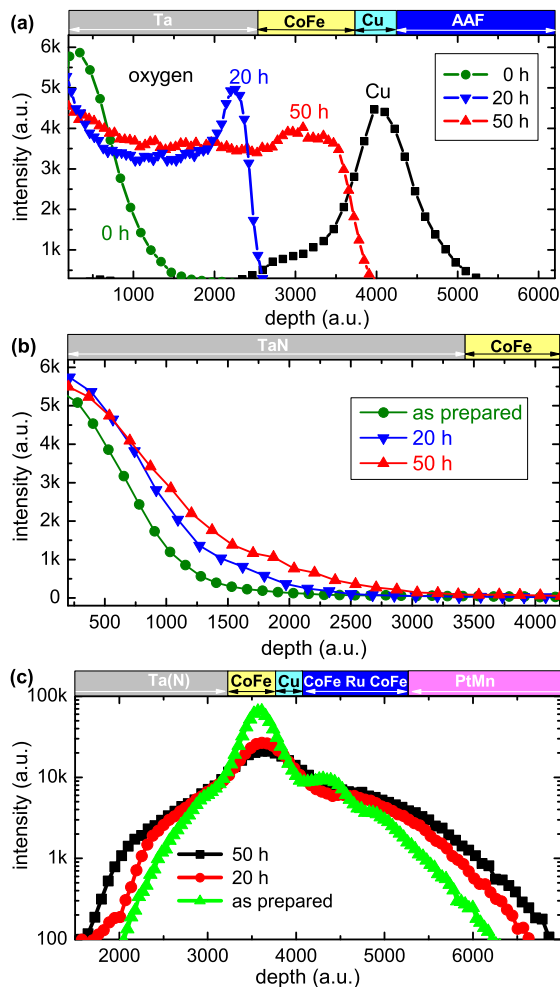 (a) Ta CoFe Cu AAF
6k
5k
4k
3k
2k
1k
intensity (a.u.)
oxygen
20 h
50 h
Cu
0 h
0 h
20 h
50 h
1000 2000 3000 4000 5000 6000
depth (a.u.)
(b) TaN CoFe
6k
5k
4k
3k
2k
1k
0
intensity (a.u.)
as prepared
20 h
50 h
500 1000 1500 2000 2500 3000 3500 4000
depth (a.u.)
(c) Ta(N) CoFe Cu CoFe Ru CoFe PtMn
100k
10k
1k
100
intensity (a.u.)
50 h
20 h
as prepared
2000 3000 4000 5000 6000
depth (a.u.)